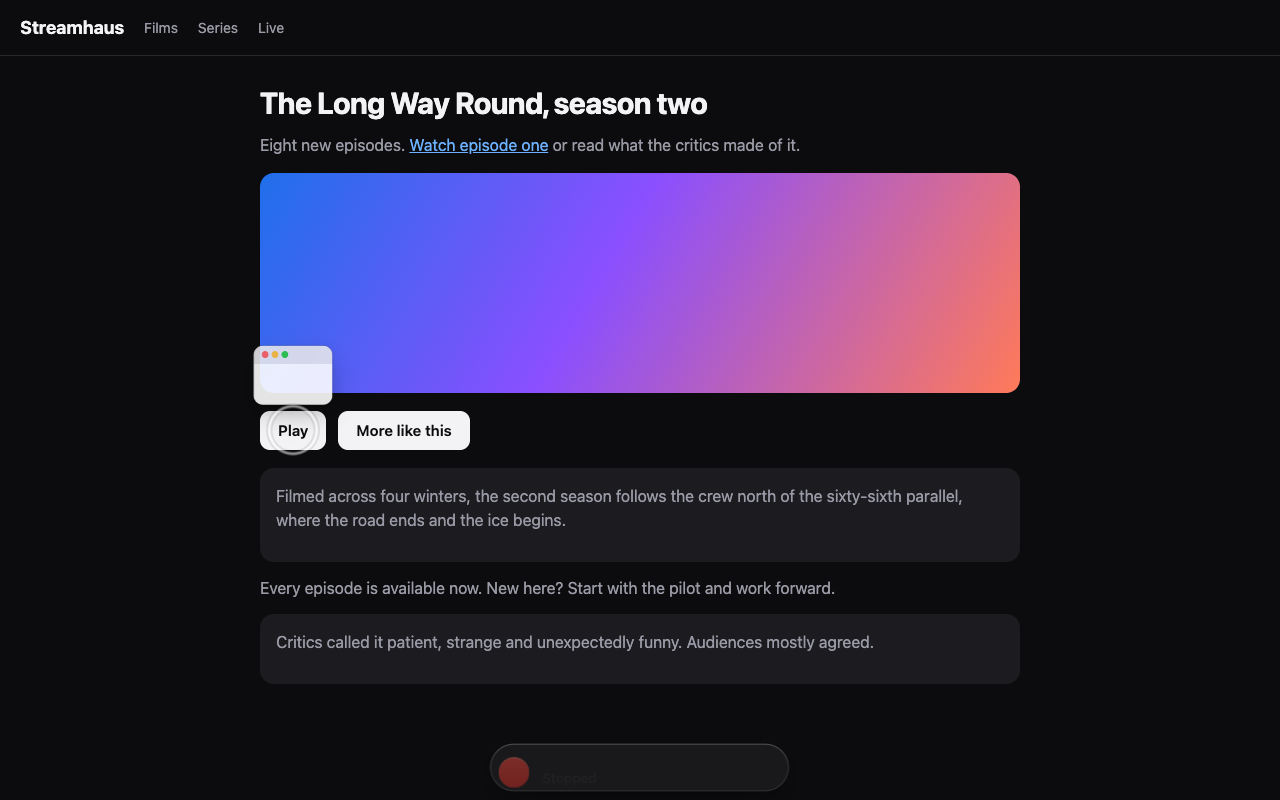 Streamhaus Films Series Live
The Long Way Round, season two
Eight new episodes. Watch episode one or read what the critics made of it.
Play More like this
Filmed across four winters, the second season follows the crew north of the sixty-sixth parallel,
where the road ends and the ice begins.
Every episode is available now. New here? Start with the pilot and work forward.
Critics called it patient, strange and unexpectedly funny. Audiences mostly agreed.
Stopped